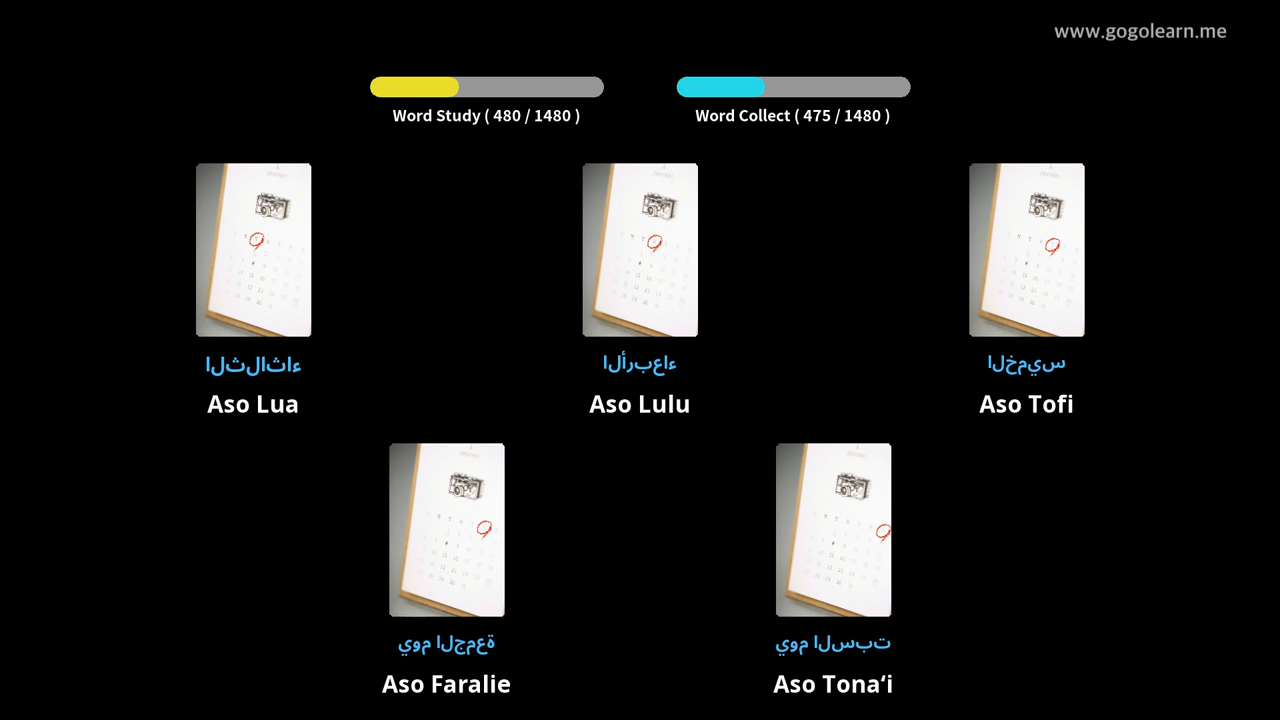 www.gogolearn.me
Word Study ( 480 / 1480 )
Word Collect ( 475 / 1480 )
الثلاثاء
Aso Lua
الأربعاء
Aso Lulu
الخميس
Aso Tofi
يوم الجمعة
Aso Faralie
يوم السبت
Aso Tona‘i